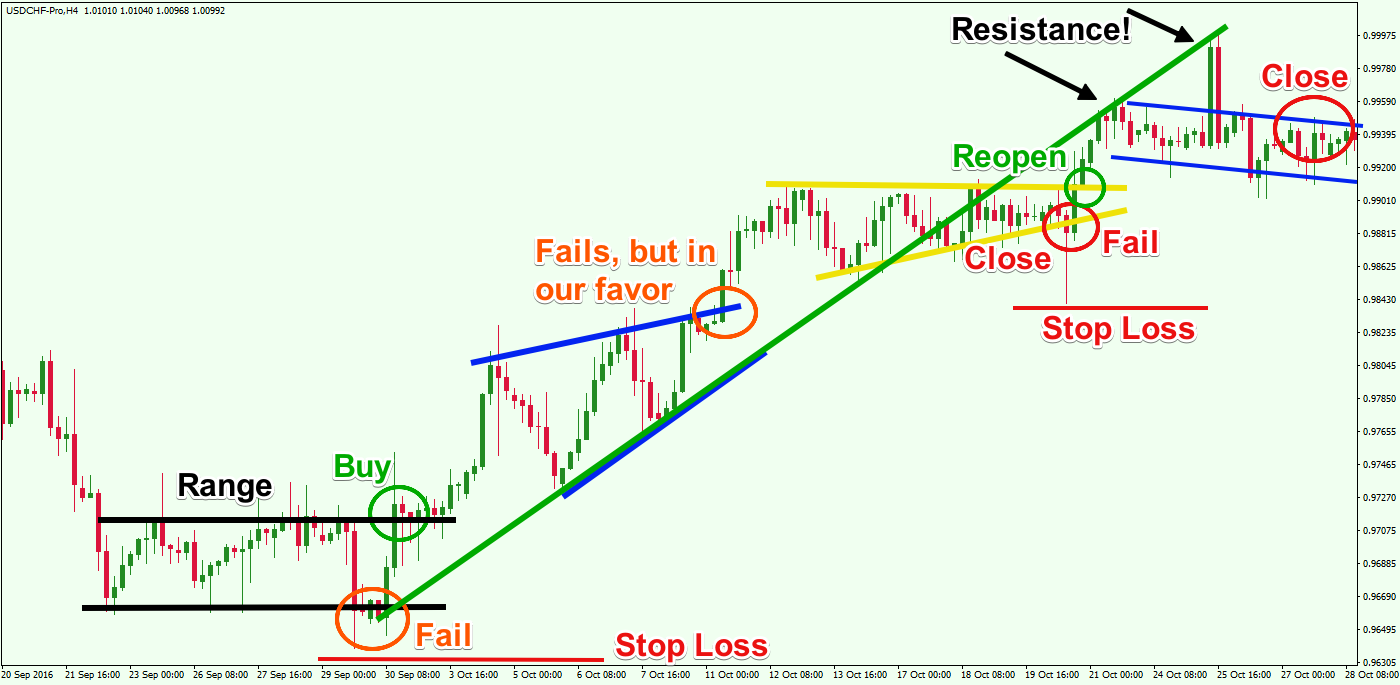 USDCHF-Pro,H4 1.01010 1.01040 1.00968 1.00992
Resistance!
Close
Reopen
Fails, but in
our favor
Close
Fail
Stop Loss
Range
Buy
Fail
Stop Loss
0.99975
0.99780
0.99590
0.99395
0.99200
0.99010
0.98815
0.98625
0.98430
0.98235
0.98045
0.97850
0.97655
0.97465
0.97270
0.97075
0.96885
0.96690
0.96495
0.96305
20 Sep 2016 21 Sep 16:00 23 Sep 00:00 26 Sep 08:00 27 Sep 16:00 29 Sep 00:00 30 Sep 08:00 3 Oct 16:00 5 Oct 00:00 6 Oct 08:00 7 Oct 16:00 11 Oct 00:00 12 Oct 08:00 13 Oct 16:00 17 Oct 00:00 18 Oct 08:00 19 Oct 16:00 21 Oct 00:00 24 Oct 08:00 25 Oct 16:00 27 Oct 00:00 28 Oct 08:00